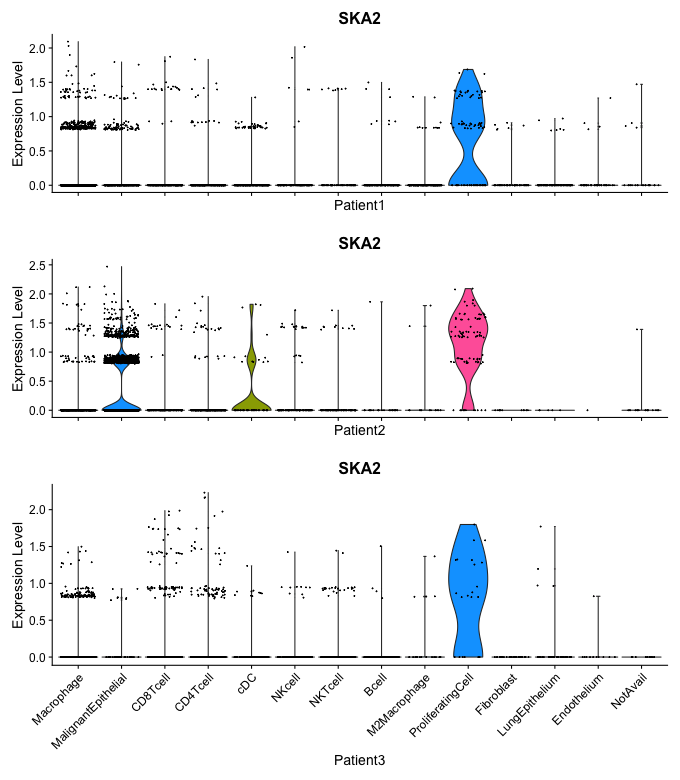 SKA2
Expression Level
2.0
1.5
1.0
0.5
0.0
Patient1
SKA2
Expression Level
2.5
2.0
1.5
1.0
0.5
0.0
Patient2
SKA2
Expression Level
2.0
1.5
1.0
0.5
0.0
Macrophage
MalignantEpithelial
CD8Tcell
CD4Tcell
cDC
NKcell
NKTcell
Bcell
M2Macrophage
ProliferatingCell
Fibroblast
LungEpithelium
Endothelium
NotAvail
Patient3